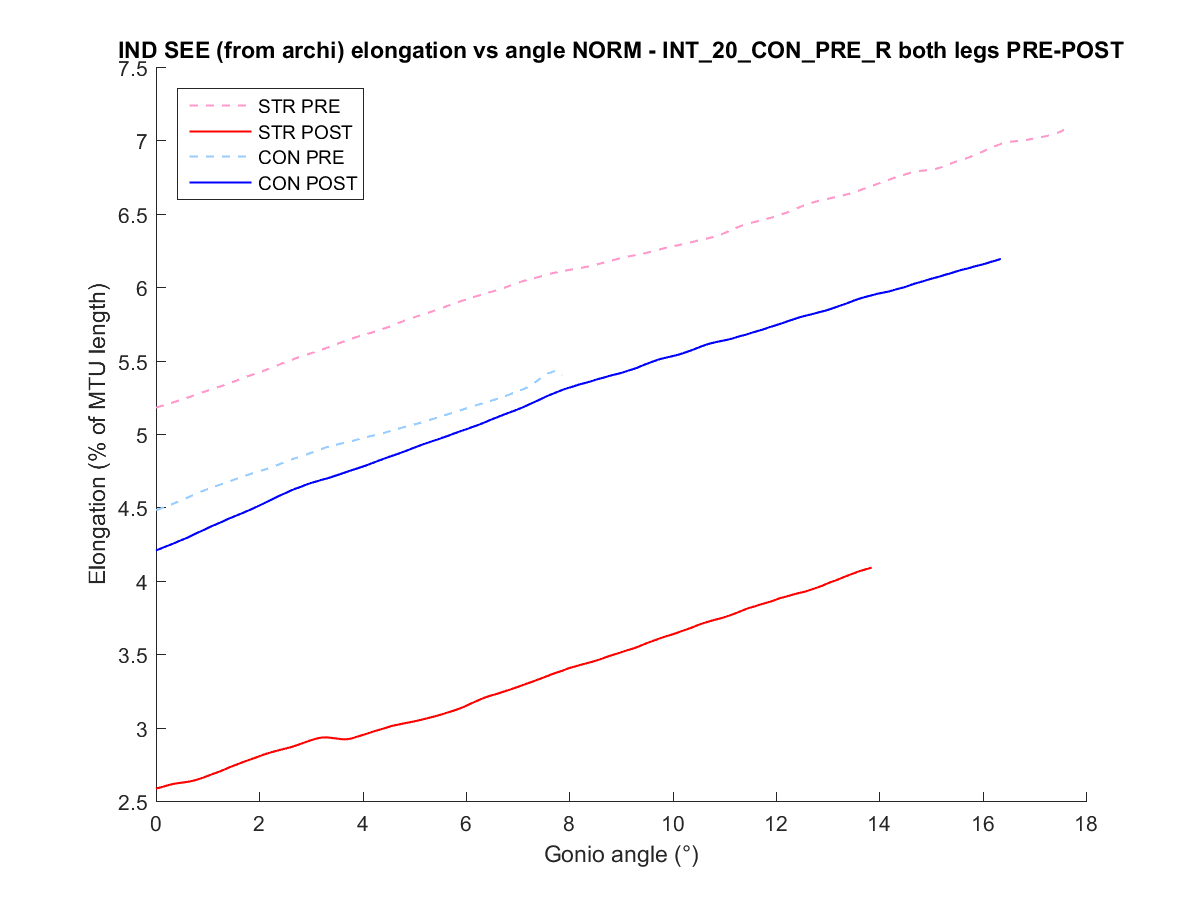 IND SEE (from archi) elongation vs angle NORM - INT_20_CON_PRE_R both legs PRE-POST
7.5
7
6.5
6
5.5
5
4.5
4
3.5
3
2.5
STR PRE
STR POST
CON PRE
CON POST
Elongation (% of MTU length)
0 2 4 6 8 10 12 14 16 18
Gonio angle (°)